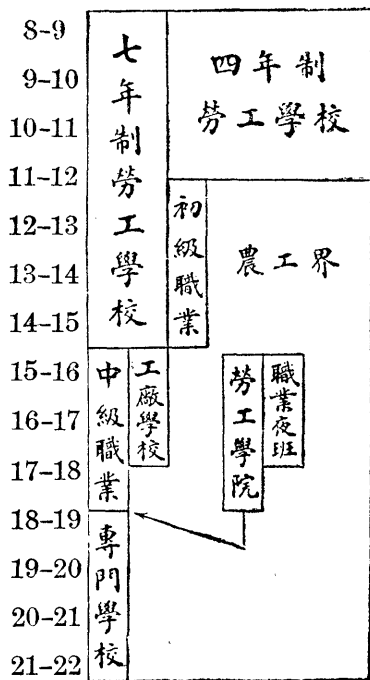 8-9
9-10
10-11
11-12
12-13
13-14
14-15
15-16
16-17
17-18
18-19
19-20
20-21
21-22
七年制勞工學校
四年制
勞工學校
初級職業
農工界
中級職業
工廠學校
勞工學院
職業夜班
專門學校